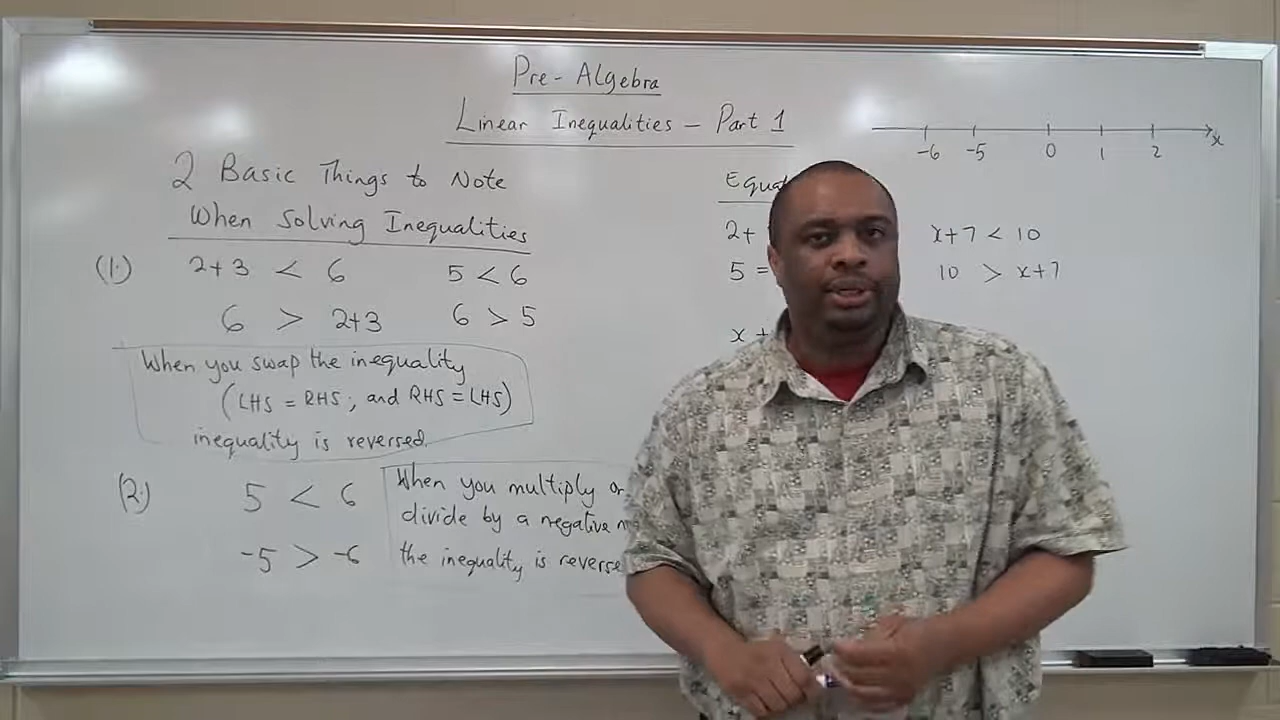 Pre-Algebra
Linear Inequalities - Part 1
2 Basic Things to Note
When Solving Inequalities
(1.) 2+3 < 6 5 < 6
6 > 2+3 6 > 5
When you swap the inequality
(LHS = RHS; and RHS = LHS)
inequality is reversed.
(2.) 5 < 6
-5 > -6
When you multiply or
divide by a negative
the inequality is reverse
-6 -5 0 1 2 x
2+
5 =
x +
x+7 < 10
10 > x+7